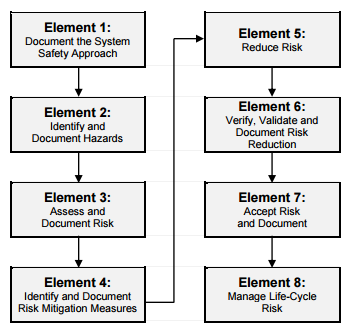 Element 1:
Document the System
Safety Approach
Element 2:
Identify and
Document Hazards
Element 3:
Assess and
Document Risk
Element 4:
Identify and Document
Risk Mitigation Measures
Element 5:
Reduce Risk
Element 6:
Verify, Validate and
Document Risk
Reduction
Element 7:
Accept Risk
and Document
Element 8:
Manage Life-Cycle
Risk